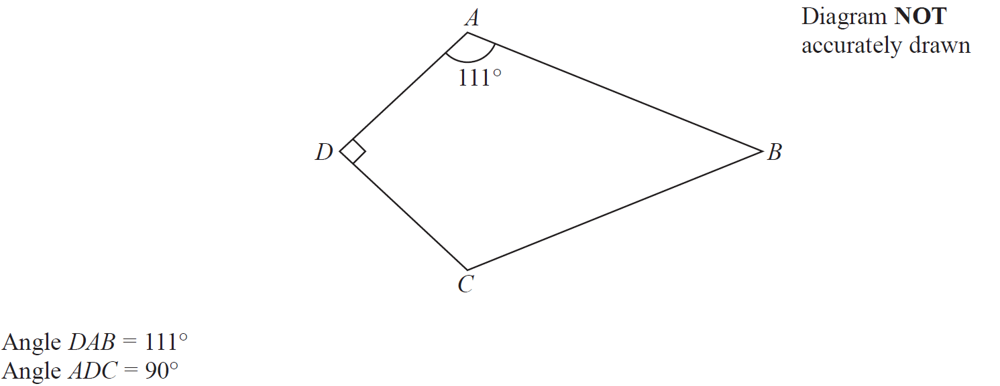 A
Diagram NOT
accurately drawn
111°
D
B
C
Angle DAB = 111°
Angle ADC = 90°